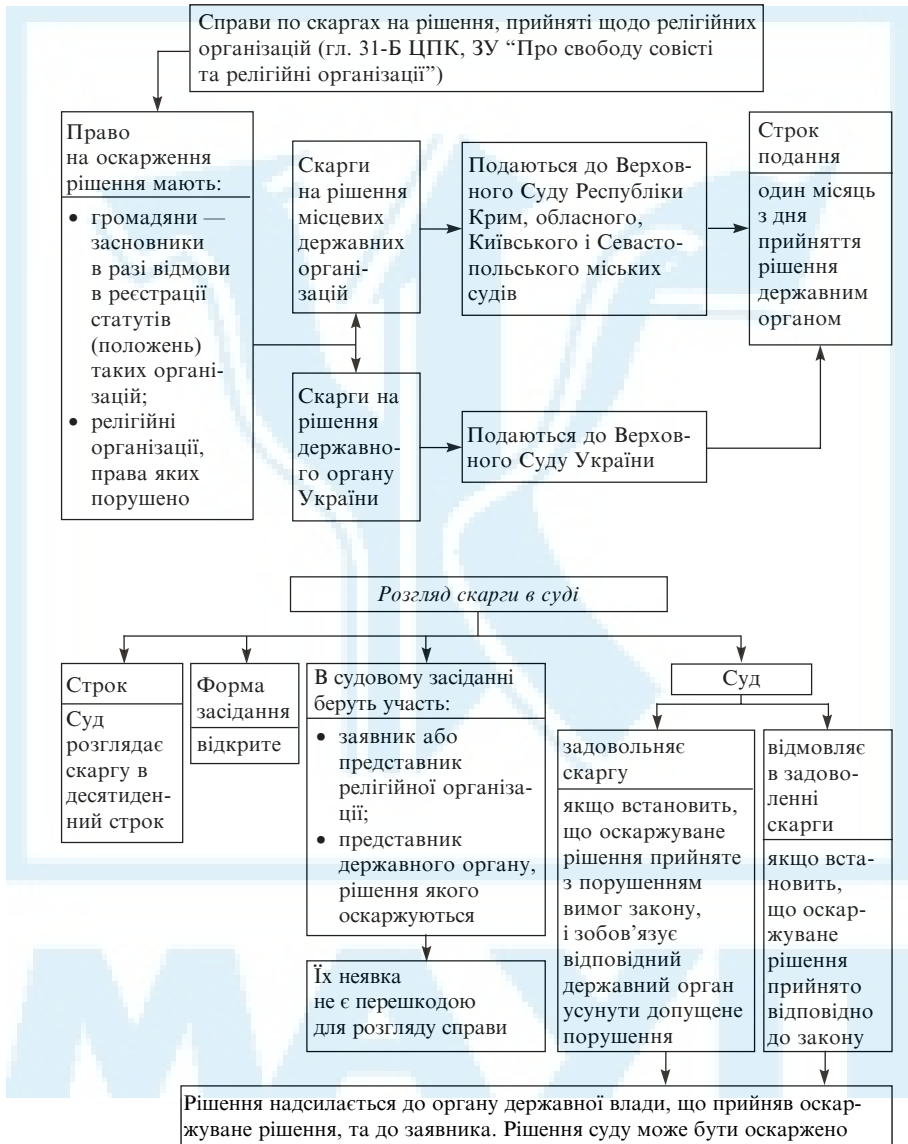 Справи по скаргах на рішення, прийняті щодо релігійних
організацій (гл. 31-Б ЦПК, ЗУ “Про свободу совісті
та релігійні організації”)
Право
на оскарження
рішення мають:
• громадяни —
засновники
в разі відмови
в реєстрації
статутів
(положень)
таких органі-
зацій;
• релігійні
організації,
права яких
порушено
Скарги
на рішення
місцевих
державних
органі-
зацій
Подаються до Верхов-
ного Суду Республіки
Крим, обласного,
Київського і Севасто-
польського міських
судів
Строк
подання
один місяць
з дня
прийняття
рішення
державним
органом
Скарги на
рішення
державно-
го органу
України
Подаються до Верхов-
ного Суду України
Розгляд скарги в суді
Строк
Суд
розглядає
скаргу в
десятиден-
ний строк
Форма
засідання
відкрите
В судовому засіданні
беруть участь:
• заявник або
представник
релігійної організа-
ції;
• представник
державного органу,
рішення якого
оскаржуються
Їх неявка
не є перешкодою
для розгляду справи
Суд
задовольняє
скаргу
якщо встановить,
що оскаржуване
рішення прийняте
з порушенням
вимог закону,
і зобов’язує
відповідний
державний орган
усунути допущене
порушення
відмовляє
в задово-
ленні
скарги
якщо вста-
новить,
що оскар-
жуване
рішення
прийнято
відповідно
до закону
Рішення надсилається до органу державної влади, що прийняв оскар-
жуване рішення, та до заявника. Рішення суду може бути оскаржено
МАУП